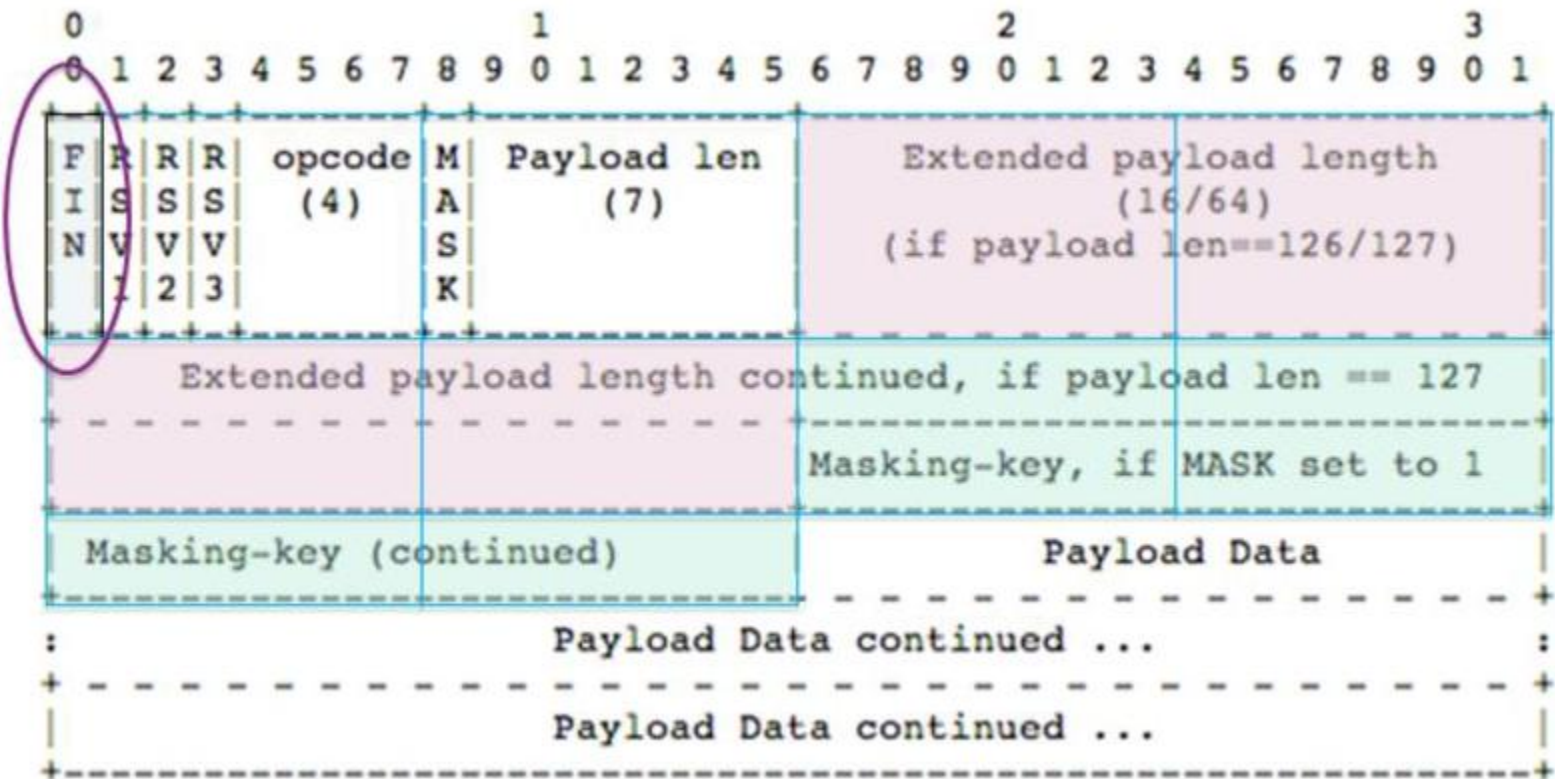 0 1 2 3
0 1 2 3 4 5 6 7 8 9 0 1 2 3 4 5 6 7 8 9 0 1 2 3 4 5 6 7 8 9 0 1
F R R R opcode M Payload len Extended payload length
I S S S (4) A (7) (16/64)
N V V V S (if payload len==126/127)
1 2 3 K
Extended payload length continued, if payload len == 127
Masking-key, if MASK set to 1
Masking-key (continued) Payload Data
Payload Data continued ...
Payload Data continued ...